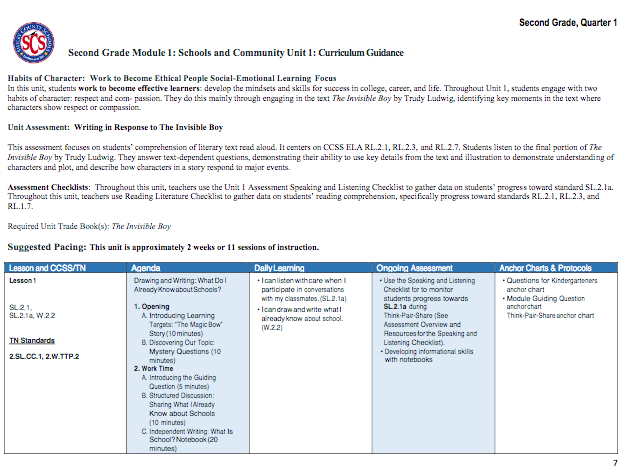 Second Grade, Quarter 1
SCS
Second Grade Module 1: Schools and Community Unit 1: Curriculum Guidance
Habits of Character: Work to Become Ethical People Social-Emotional Learning Focus
In this unit, students work to become effective learners: develop the mindsets and skills for success in college, career, and life. Throughout Unit 1, students engage with two
habits of character: respect and com- passion. They do this mainly through engaging in the text The Invisible Boy by Trudy Ludwig, identifying key moments in the text where
characters show respect or compassion.
Unit Assessment: Writing in Response to The Invisible Boy
This assessment focuses on students' comprehension of literary text read aloud. It centers on CCSS ELA RL.2.1, RL.2.3, and RL.2.7. Students listen to the final portion of The
Invisible Boy by Trudy Ludwig. They answer text-dependent questions, demonstrating their ability to use key details from the text and illustration to demonstrate understanding of
characters and plot, and describe how characters in a story respond to major events.
Assessment Checklists: Throughout this unit, teachers use the Unit 1 Assessment Speaking and Listening Checklist to gather data on students' progress toward standard SL.2.1a.
Throughout this unit, teachers use Reading Literature Checklist to gather data on students' reading comprehension, specifically progress towards standards RL.2.1, RL.2.3, and
RL.1.7.
Required Unit Trade Book(s): The Invisible Boy
Suggested Pacing: This unit is approximately 2 weeks or 11 sessions of instruction.
Lesson and CCSS/TN
Agenda
Daily Learning
Ongoing Assessment
Anchor Charts & Protocols
Lesson 1
SL.2.1,
SL.2.1a, W.2.2
TN Standards
2.SL.CC.1, 2.W.TTP.2
Drawing and Writing: What Do I
Already Know about Schools?
1. Opening
A. Introducing Learning
Targets: "The Magic Bow"
Story (10 minutes)
B. Discovering Our Topic:
Mystery Questions (10
minutes)
2. Work Time
A. Introducing the Guiding
Question (5 minutes)
B. Structured Discussion:
Sharing What I Already
Know about Schools
(10 minutes)
C. Independent Writing: What Is
School? Notebook (20
minutes)
• I can listen with care when I
participate in conversations
with my classmates. (SL.2.1a)
• I can draw and write what I
already know about school.
(W.2.2)
• Use the Speaking and Listening
Checklist for to monitor
students progress towards
SL.2.1a during
Think-Pair-Share (See
Assessment Overview and
Resources for the Speaking and
Listening Checklist).
• Developing informational skills
with notebooks
• Questions for Kindergarteners
anchor chart
• Module Guiding Question
anchor chart
Think-Pair-Share anchor chart
7